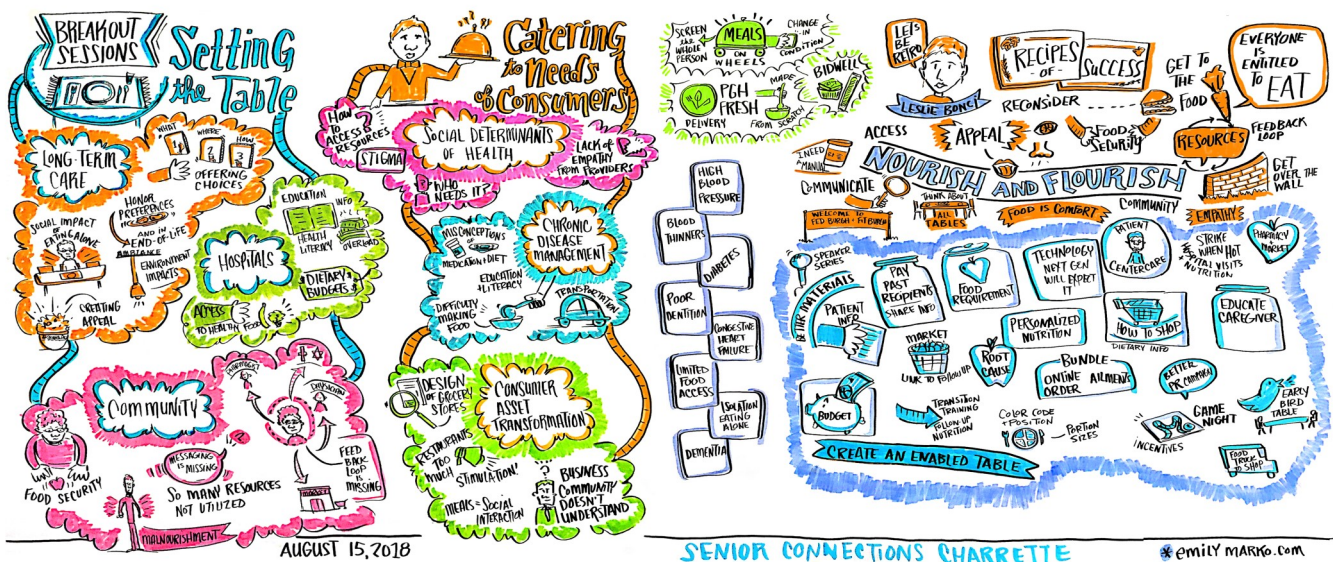 BREAKOUT
SESSIONS
Setting
the Table
LONG-TERM
CARE
WHAT
WHERE
HOW
OFFERING
CHOICES
HONOR
PREFERENCES
AND IN
END-OF-LIFE
AMBIANCE
ENVIRONMENT
IMPACTS
SOCIAL IMPACT
EATING ALONE
CREATING
APPEAL
HOSPITALS
EDUCATION
HEALTH
LITERACY
INFO
OVERLOAD
DIETARY
BUDGETS
ACCESS
TO HEALTHY FOOD
COMMUNITY
MESSAGING
IS MISSING
SO MANY RESOURCES
NOT UTILIZED
FEED
BACK
LOOP
IS
MISSING
FOOD SECURITY
MALNOURISHMENT
AUGUST 15, 2018
Catering
to Needs
of Consumers
HOW
TO
ACCESS?
RESOURCES
STIGMA
SOCIAL DETERMINANTS
OF HEALTH
LACK OF
EMPATHY
FROM PROVIDERS
WHO
NEEDS IT?
MISCONCEPTIONS
OF
MEDICATION + DIET
CHRONIC
DISEASE
MANAGEMENT
EDUCATION
+ LITERACY
DIFFICULTY
MAKING
FOOD
TRANSPORTATION
DESIGN
OF GROCERY
STORES
CONSUMER
ASSET
TRANSFORMATION
RESTAURANTS
TOO
MUCH STIMULATION!
MEALS = SOCIAL
INTERACTION
BUSINESS
COMMUNITY
DOESN'T
UNDERSTAND
SCREEN
the WHOLE
PERSON
MEALS
ON
WHEELS
CHANGE
-IN
CONDITION
PGH
FRESH
DELIVERY
MADE
FROM SCRATCH
BIDWELL
HIGH
BLOOD
PRESSURE
BLOOD
THINNERS
DIABETES
POOR
DENTITION
CONGESTIVE
HEART
FAILURE
LIMITED
FOOD
ACCESS
ISOLATION
EATING
ALONE
DEMENTIA
LET'S
BE
RETRO
LESLIE BONCI
RECIPES
-OF-
SUCCESS
RECONSIDER
GET TO
THE
FOOD
EVERYONE
IS
ENTITLED
TO EAT
ACCESS
APPEAL
FOOD
SECURITY
RESOURCES
FEEDBACK
LOOP
I NEED
A MANUAL
COMMUNICATE
NOURISH AND FLOURISH
GET
OVER THE
WALL
THINK ABOUT
ALL
TABLES
FOOD IS COMFORT
COMMUNITY
EMPATHY
SPEAKER
SERIES
BETTER MATERIALS
PATIENT
INFO
PAY
PAST
RECIPIENTS
SHARE INFO
FOOD
REQUIREMENT
TECHNOLOGY
NEXT GEN
WILL EXPECT
IT
PATIENT
CENTERCARE
STRIKE
WHEN HOT
NUTRITION
PHARMACY
MARKET
HOW TO SHOP
DIETARY INFO
EDUCATE
CAREGIVER
MARKET
LINK TO FOLLOW UP
ROOT
CAUSE
PERSONALIZED
NUTRITION
BUNDLE
ONLINE AILMENTS
ORDER
BETTER
PR CAMPAIGN
BUDGET
TRANSITION
TRAINING
FOLLOW UP
NUTRITION
COLOR CODE
+ POSITION
PORTION
SIZES
INCENTIVES
GAME
NIGHT
EARLY
BIRD
TABLE
FOOD
TRUCK
TO SHOP
CREATE AN ENABLED TABLE
SENIOR CONNECTIONS CHARRETTE
*emily marko.com